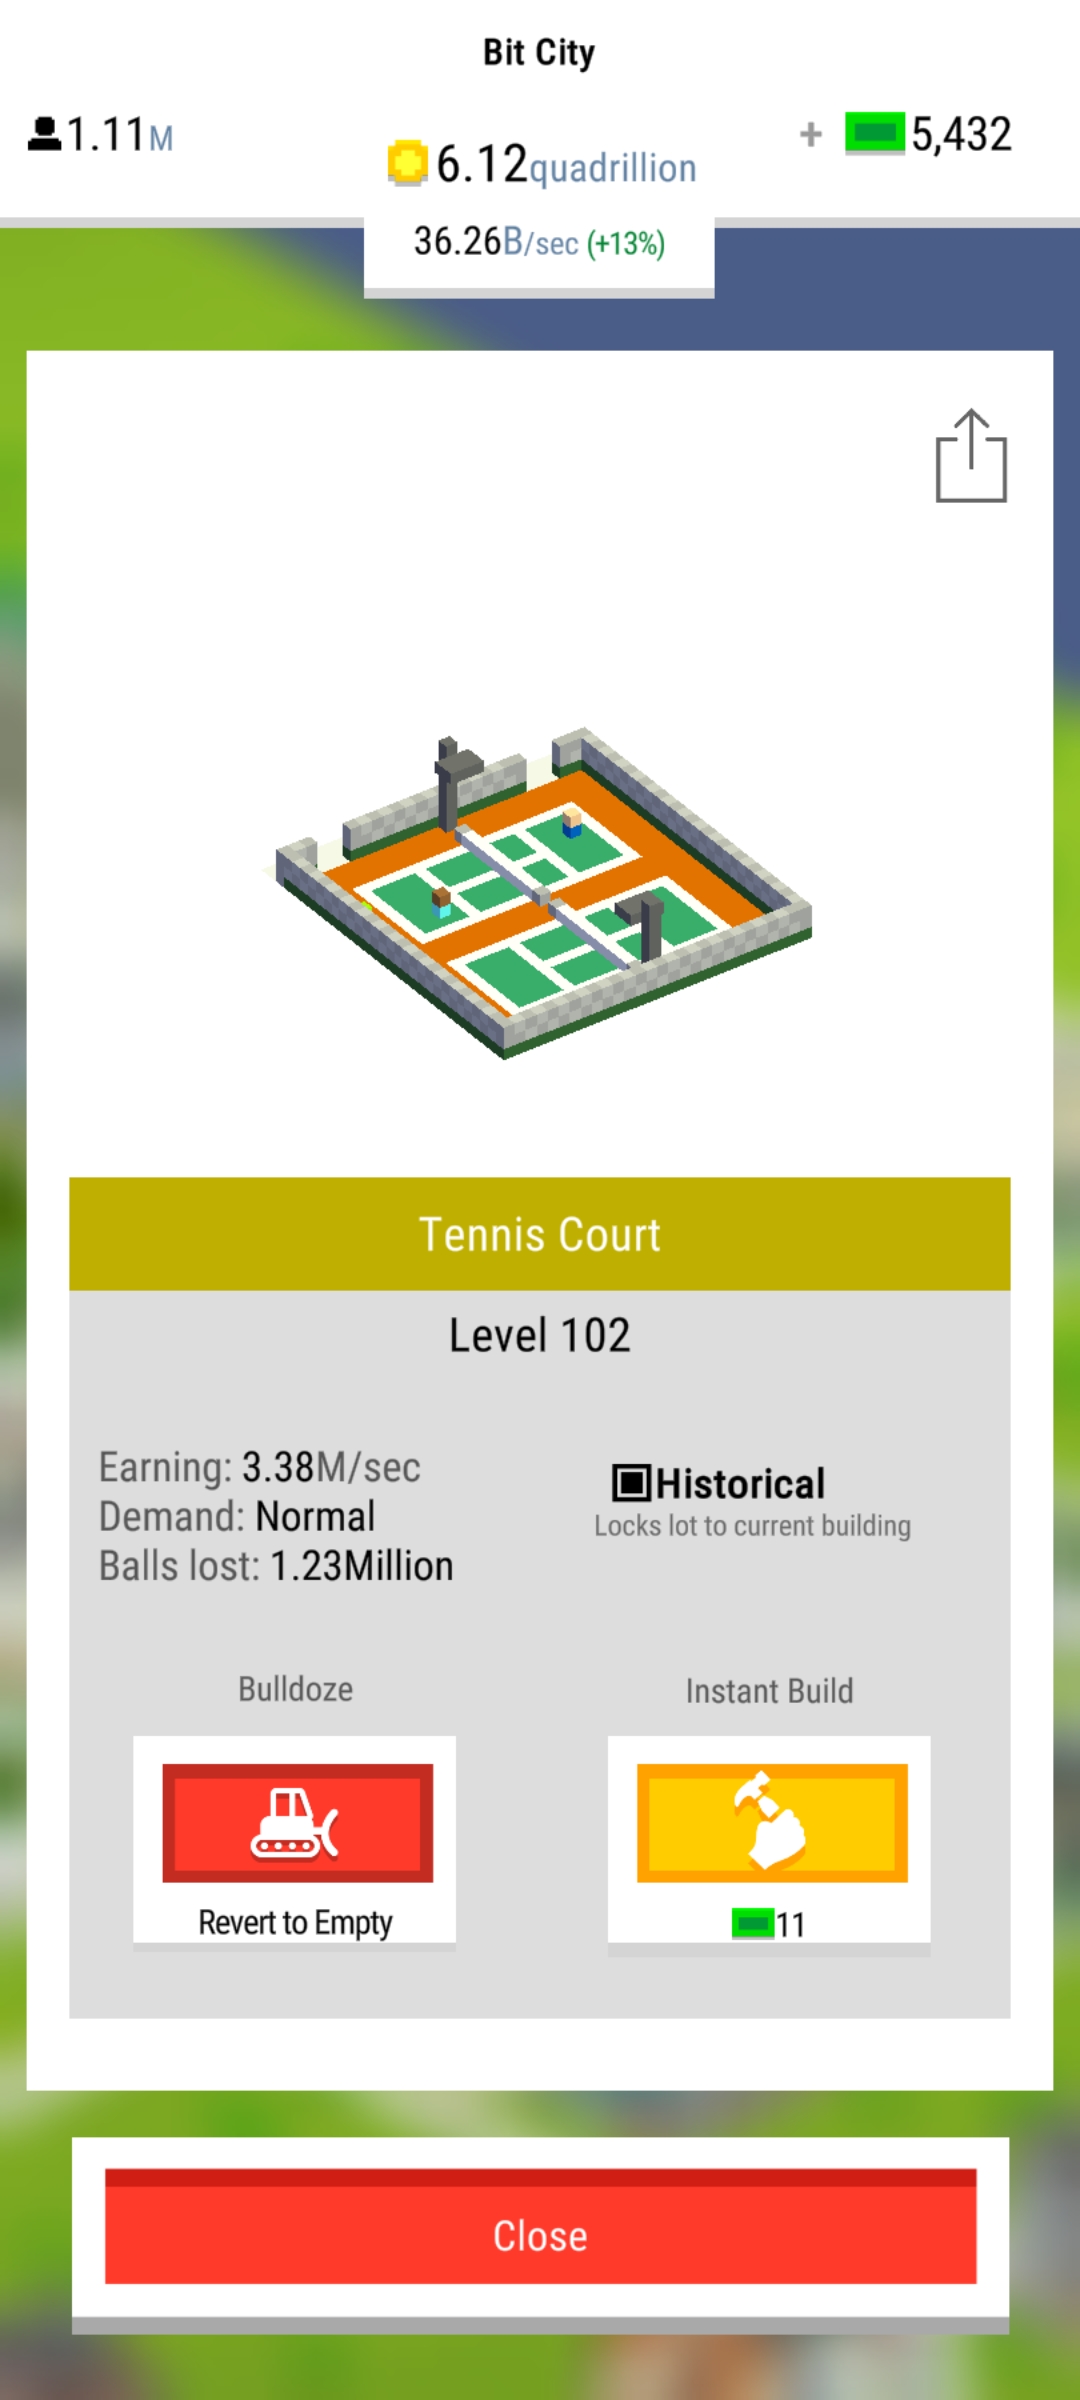 Bit City
1.11M
6.12quadrillion
+ 5,432
36.26B/sec (+13%)
Tennis Court
Level 102
Earning: 3.38M/sec
Demand: Normal
Balls lost: 1.23Million
Historical
Locks lot to current building
Bulldoze
Revert to Empty
Instant Build
11
Close